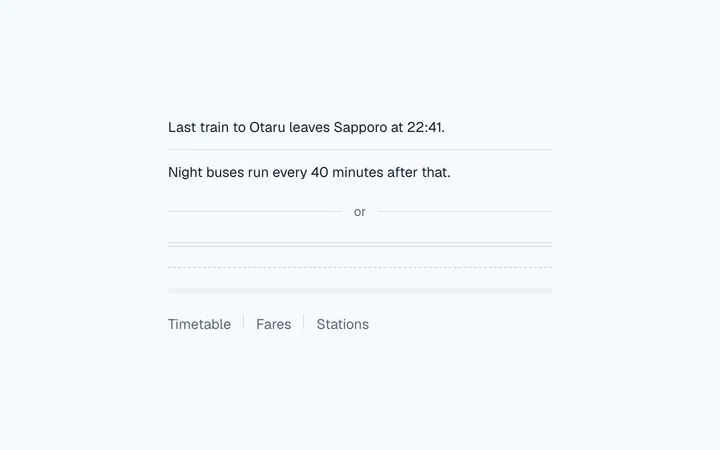 Last train to Otaru leaves Sapporo at 22:41.
Night buses run every 40 minutes after that.
or
Timetable Fares Stations